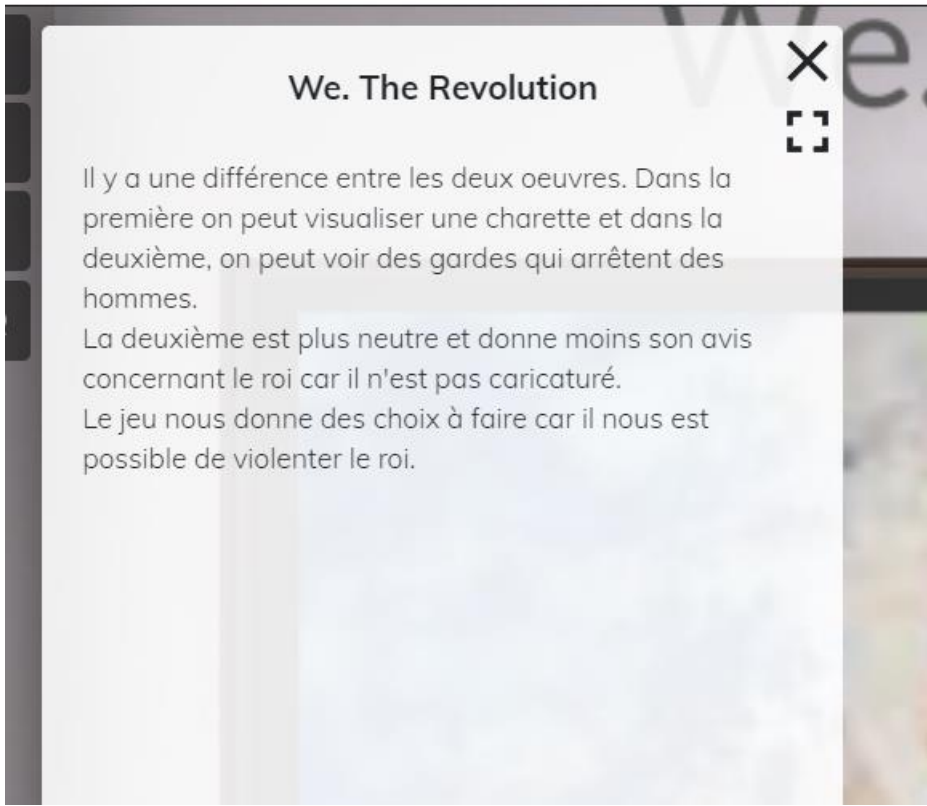 We. The Revolution
Il y a une différence entre les deux oeuvres. Dans la
première on peut visualiser une charette et dans la
deuxième, on peut voir des gardes qui arrêtent des
hommes.
La deuxième est plus neutre et donne moins son avis
concernant le roi car il n'est pas caricaturé.
Le jeu nous donne des choix à faire car il nous est
possible de violenter le roi.
We.